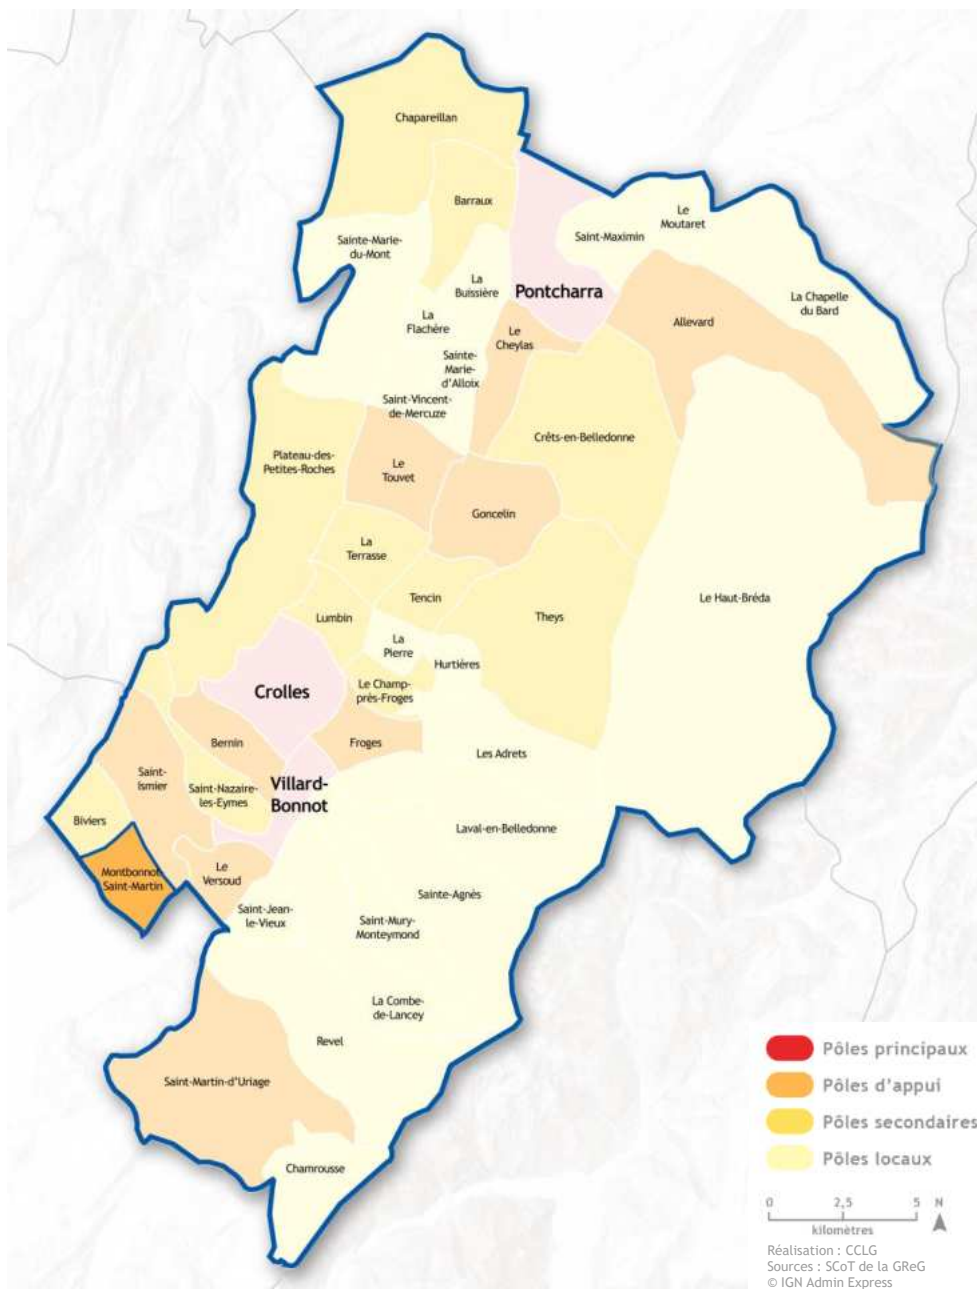 Chapareillan
Barraux
Le
Moutaret
Saint-Maximin
Sainte-Marie-
du-Mont
La
Buissière
Pontcharra
La Chapelle
du Bard
La
Flachère
Le
Cheylas
Allevard
Sainte-
Marie-
d'Alloix
Saint-Vincent-
de-Mercuze
Crêts-en-Belledonne
Plateau-des-
Petites-Roches
Le
Touvet
Goncelin
La
Terrasse
Tencin
Le Haut-Bréda
Lumbin
Theys
La
Pierre
Hurtières
Crolles
Le Champ-
près-Froges
Bernin
Froges
Les Adrets
Saint-
Ismier
Saint-Nazaire-
les-Eymes
Villard-
Bonnot
Biviers
Laval-en-Belledonne
Montbonnot
Saint-Martin
Le
Versoud
Sainte-Agnès
Saint-Jean-
le-Vieux
Saint-Mury-
Monteymond
La Combe-
de-Lancey
Revel
Saint-Martin-d'Uriage
Chamrousse
Pôles principaux
Pôles d'appui
Pôles secondaires
Pôles locaux
0 2,5 5 N
kilomètres
Réalisation : CCLG
Sources : SCoT de la GReG
© IGN Admin Express